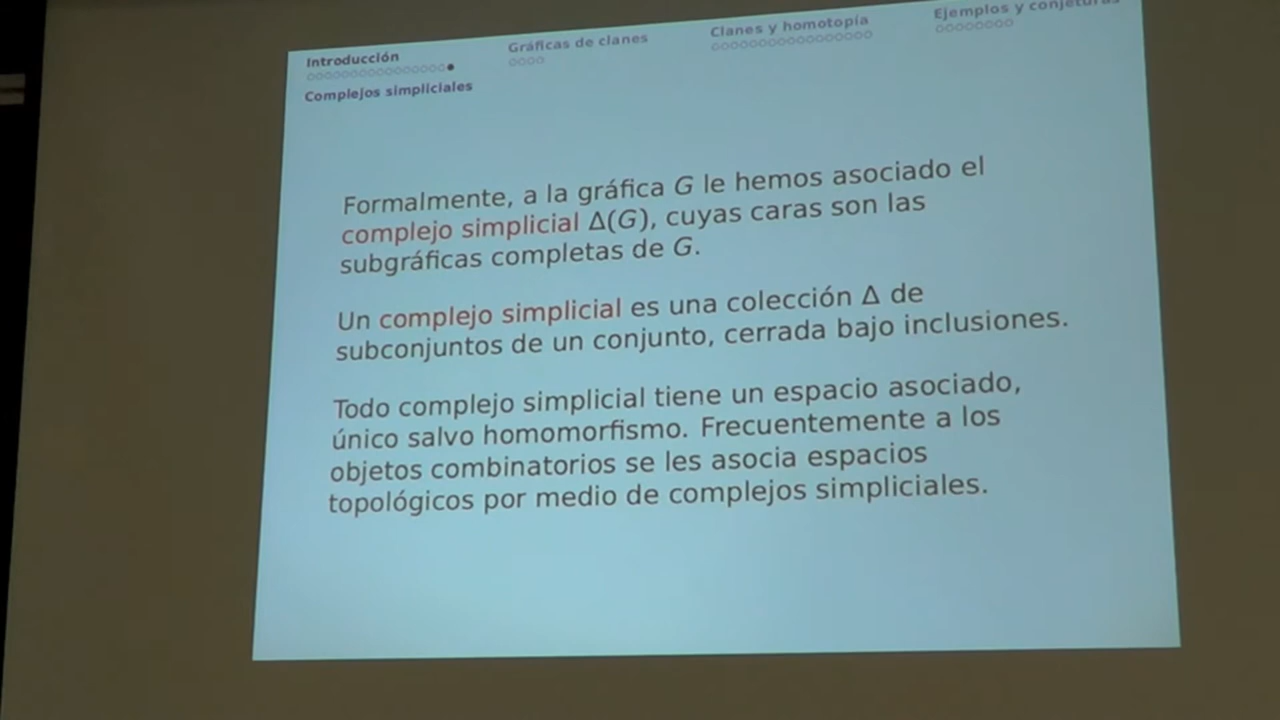 Introducción
Gráficas de clanes
Clanes y homotopía
Ejemplos y conjeturas
Complejos simpliciales
Formalmente, a la gráfica G le hemos asociado el
complejo simplicial Δ(G), cuyas caras son las
subgráficas completas de G.
Un complejo simplicial es una colección Δ de
subconjuntos de un conjunto, cerrada bajo inclusiones.
Todo complejo simplicial tiene un espacio asociado,
único salvo homomorfismo. Frecuentemente a los
objetos combinatorios se les asocia espacios
topológicos por medio de complejos simpliciales.